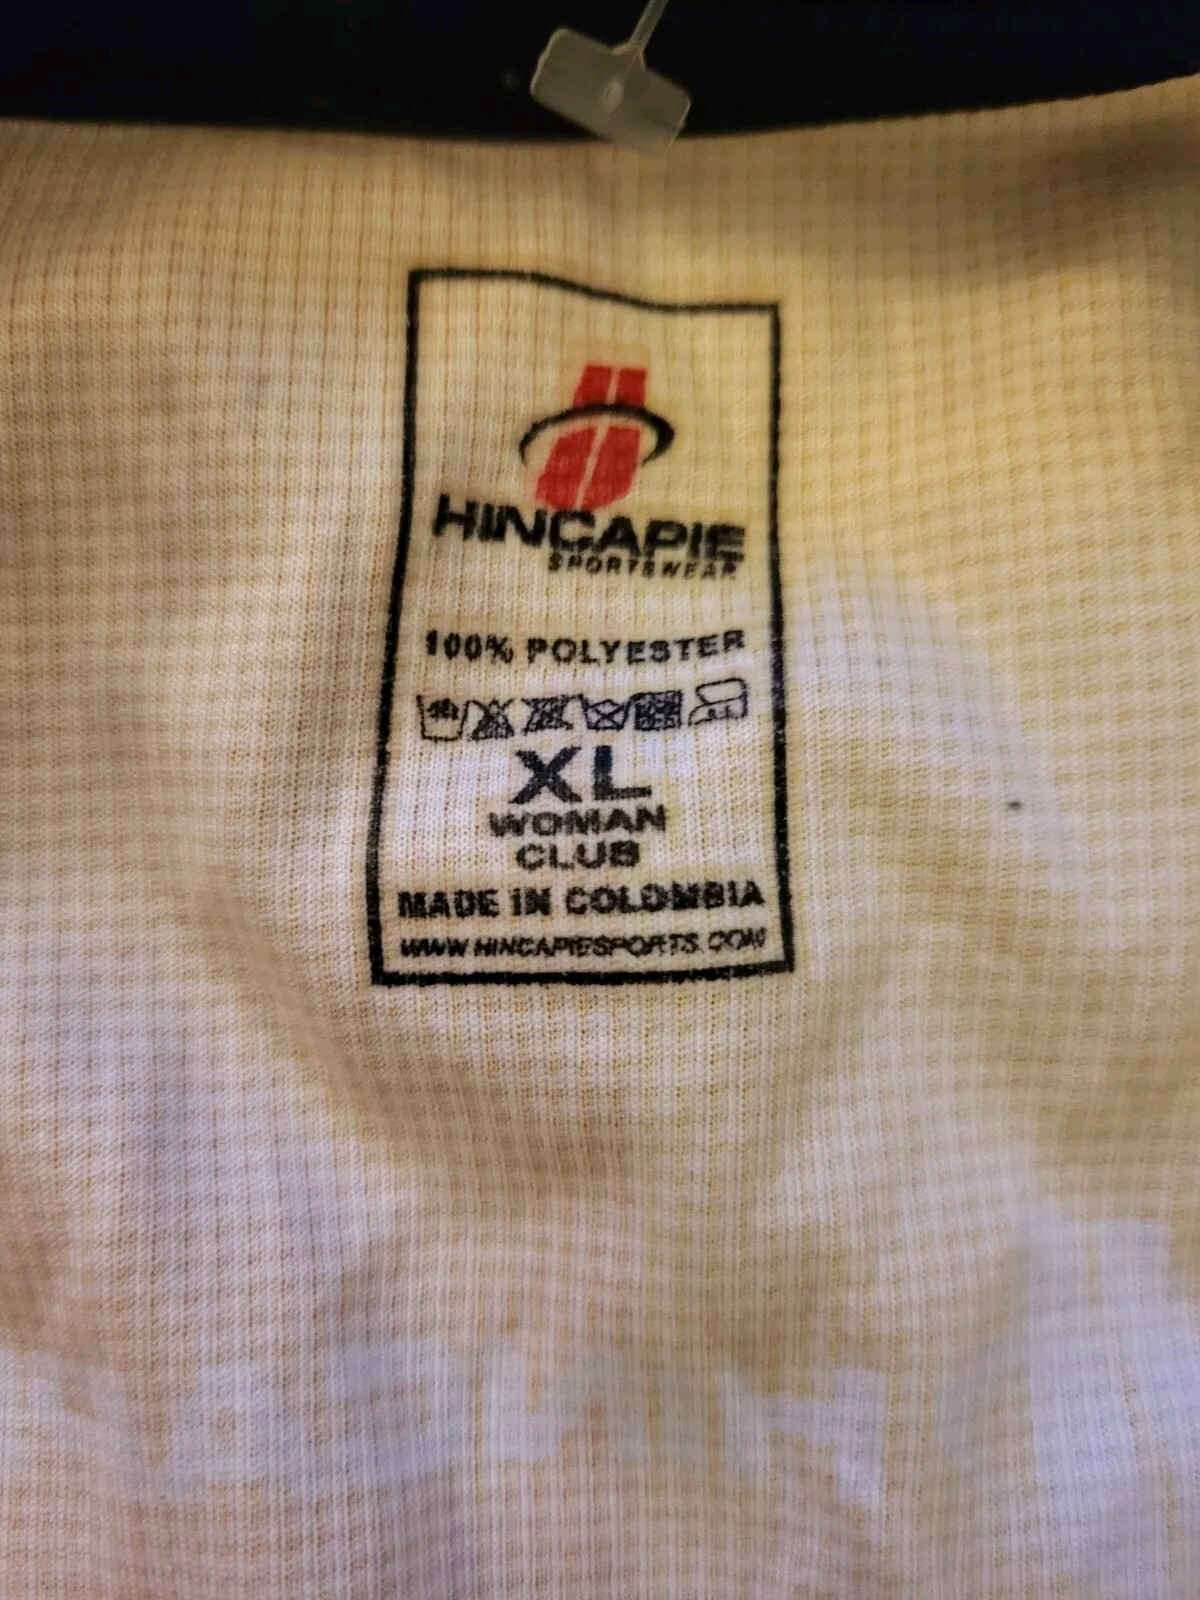 HINCAPIE
SPORTSWEAR
100% POLYESTER
XL
WOMAN
CLUB
MADE IN COLOMBIA
WWW.HINCAPIESPORTS.COM